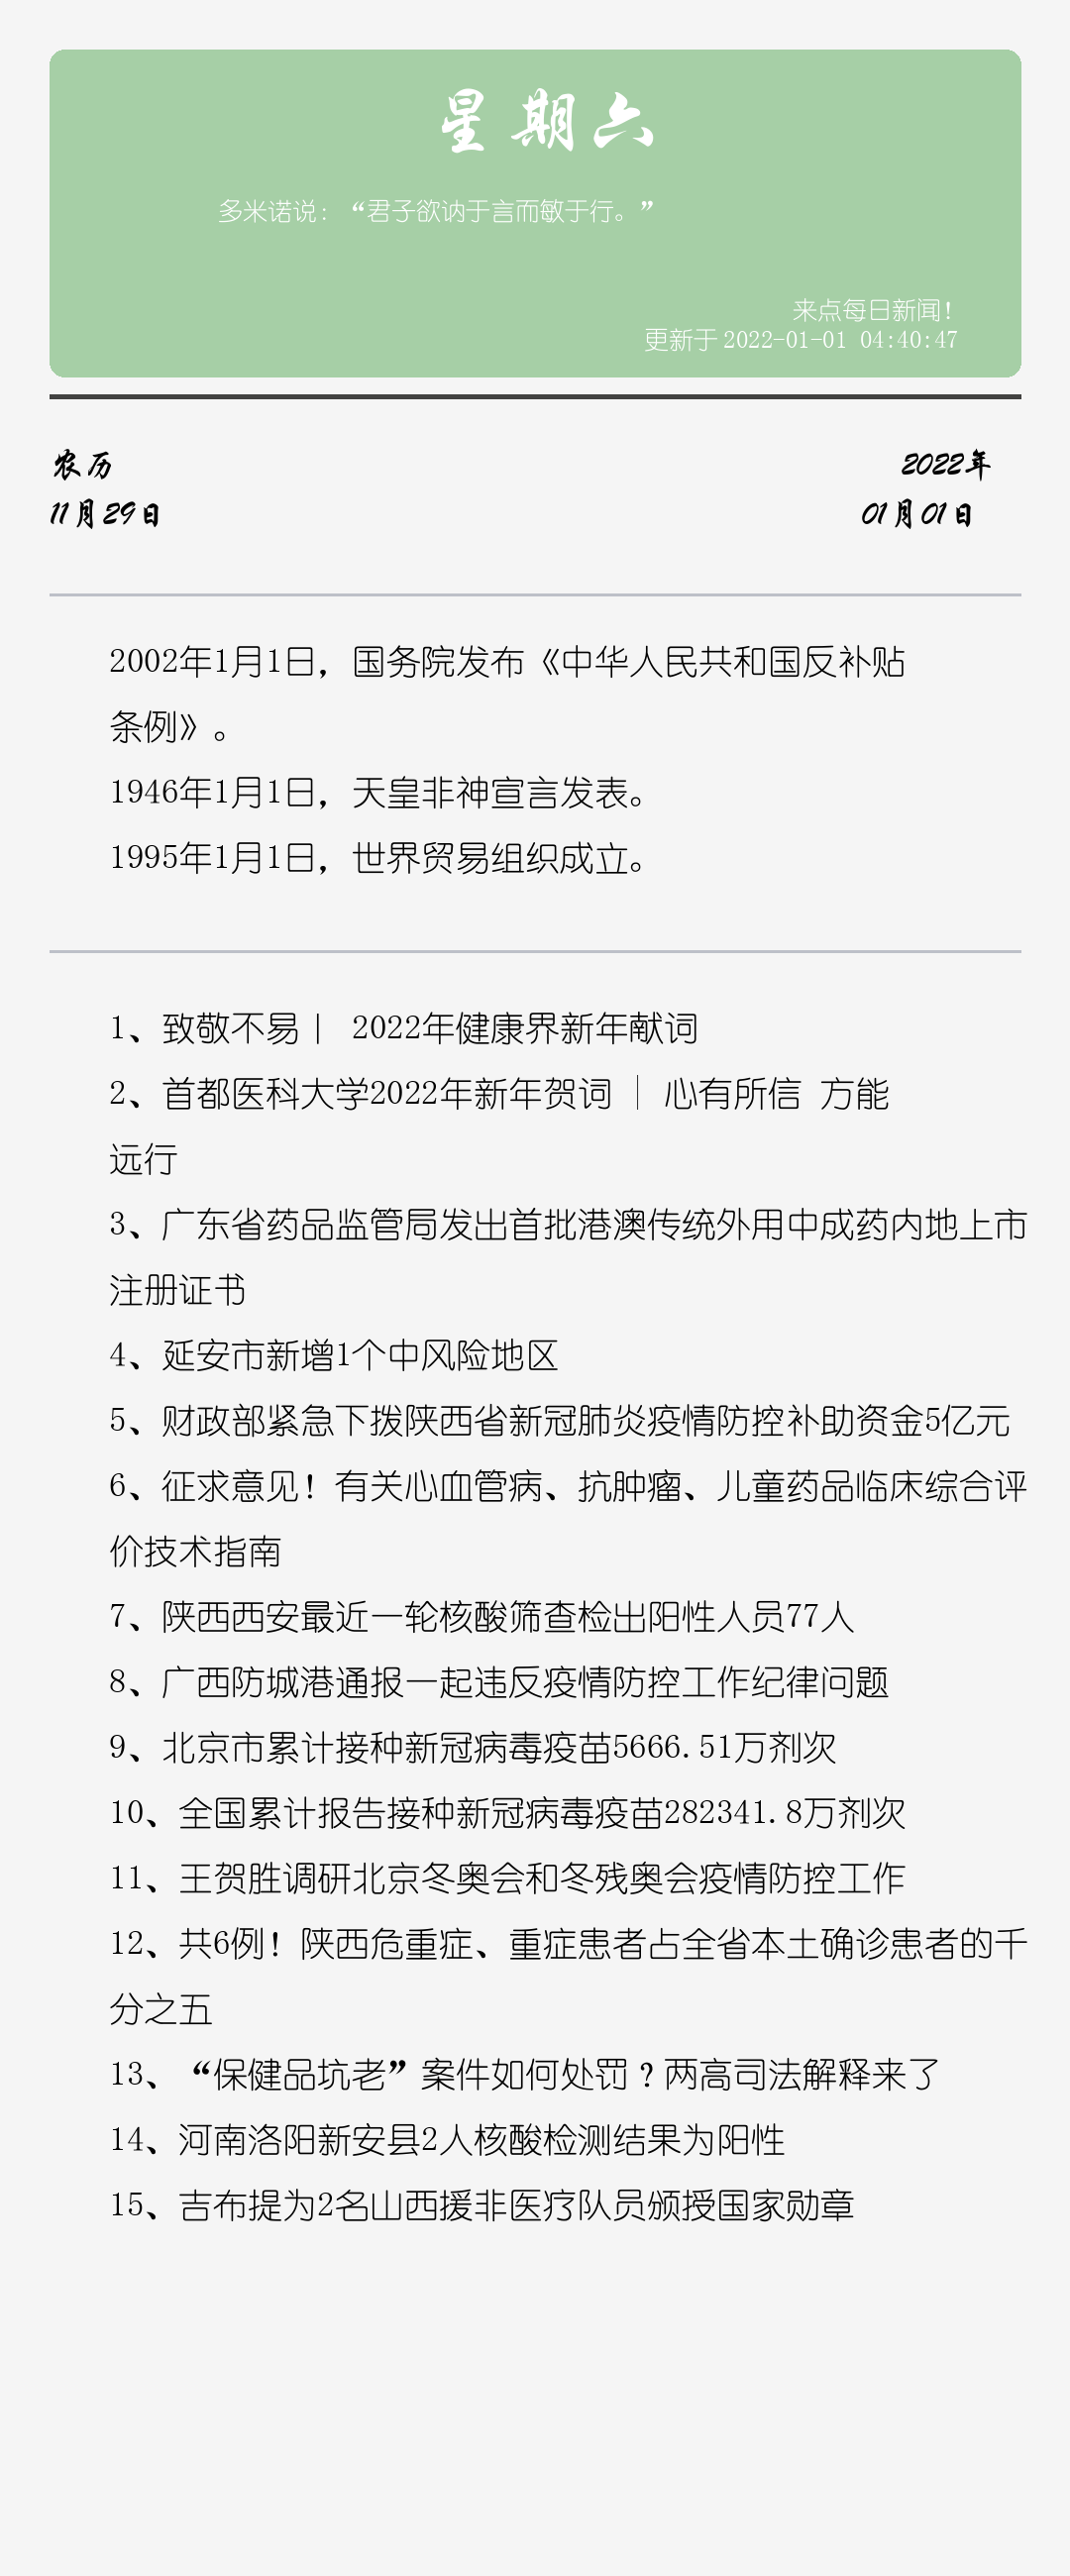 星期六
多米诺说：“君子欲讷于言而敏于行。”
来点每日新闻！
更新于 2022-01-01 04:40:47
农历
2022年
11月29日
01月01日
2002年1月1日，国务院发布《中华人民共和国反补贴
条例》。
1946年1月1日，天皇非神宣言发表。
1995年1月1日，世界贸易组织成立。
1、致敬不易丨 2022年健康界新年献词
2、首都医科大学2022年新年贺词 │ 心有所信 方能
远行
3、广东省药品监管局发出首批港澳传统外用中成药内地上市
注册证书
4、延安市新增1个中风险地区
5、财政部紧急下拨陕西省新冠肺炎疫情防控补助资金5亿元
6、征求意见！有关心血管病、抗肿瘤、儿童药品临床综合评
价技术指南
7、陕西西安最近一轮核酸筛查检出阳性人员77人
8、广西防城港通报一起违反疫情防控工作纪律问题
9、北京市累计接种新冠病毒疫苗5666.51万剂次
10、全国累计报告接种新冠病毒疫苗282341.8万剂次
11、王贺胜调研北京冬奥会和冬残奥会疫情防控工作
12、共6例！陕西危重症、重症患者占全省本土确诊患者的千
分之五
13、“保健品坑老”案件如何处罚？两高司法解释来了
14、河南洛阳新安县2人核酸检测结果为阳性
15、吉布提为2名山西援非医疗队员颁授国家勋章